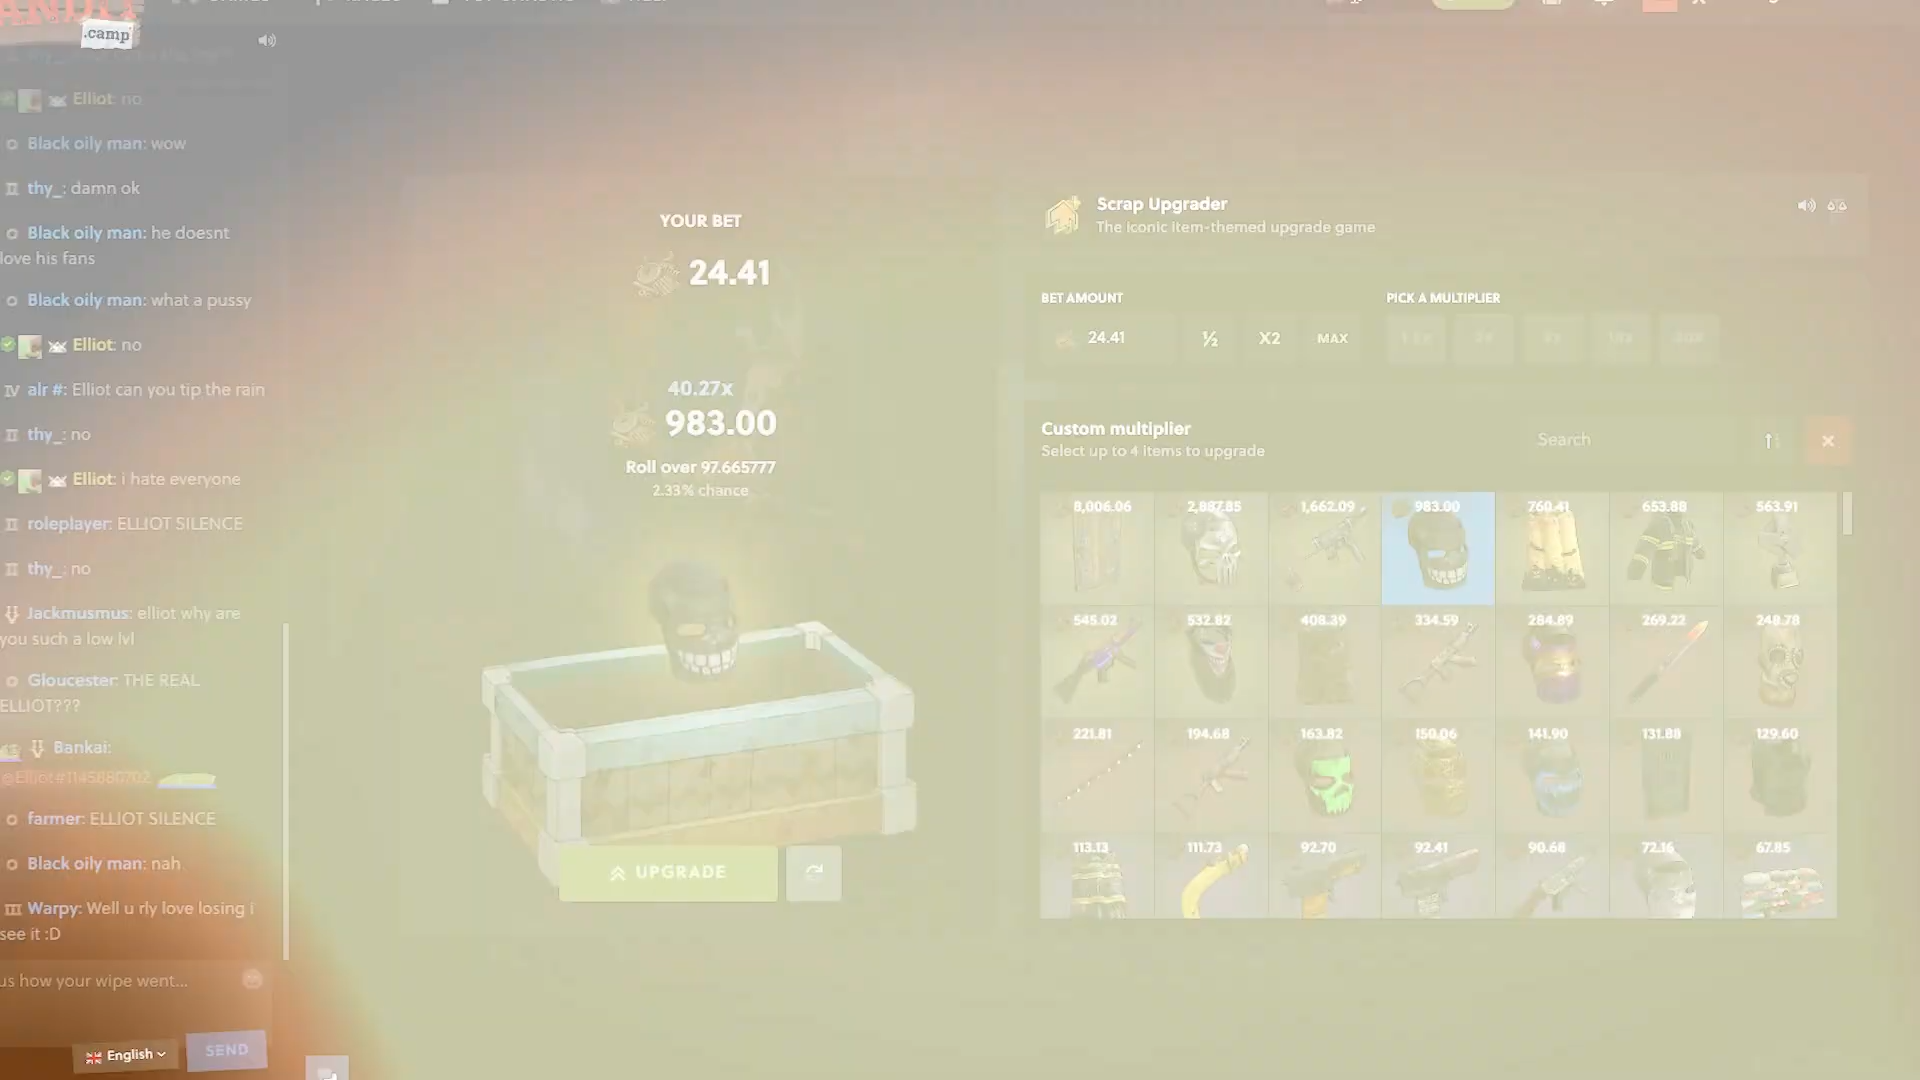 .camp
Elliot: no
Black oily man: wow
thy_: damn ok
Black oily man: he doesnt
love his fans
Black oily man: what a pussy
Elliot: no
IV alr #: Elliot can you tip the rain
II thy_: no
Elliot: i hate everyone
II roleplayer: ELLIOT SILENCE
II thy_: no
Jackmusmus: elliot why are
you such a low lvl
Gloucester: THE REAL
ELLIOT???
Bankai:
@Elliot#1145880702
farmer: ELLIOT SILENCE
Black oily man: nah
III Warpy: Well u rly love losing i
see it :D
us how your wipe went...
English
SEND
YOUR BET
24.41
40.27x
983.00
Roll over 97.665777
2.33% chance
UPGRADE
Scrap Upgrader
The iconic item-themed upgrade game
BET AMOUNT
PICK A MULTIPLIER
24.41
½
X2
MAX
Custom multiplier
Select up to 4 items to upgrade
Search
8,006.06
2,887.85
1,662.09
983.00
760.41
653.88
563.91
545.02
532.82
408.39
334.59
284.89
269.22
248.78
221.81
194.68
163.82
150.06
141.90
131.88
129.60
113.13
111.73
92.70
92.41
90.68
72.16
67.85